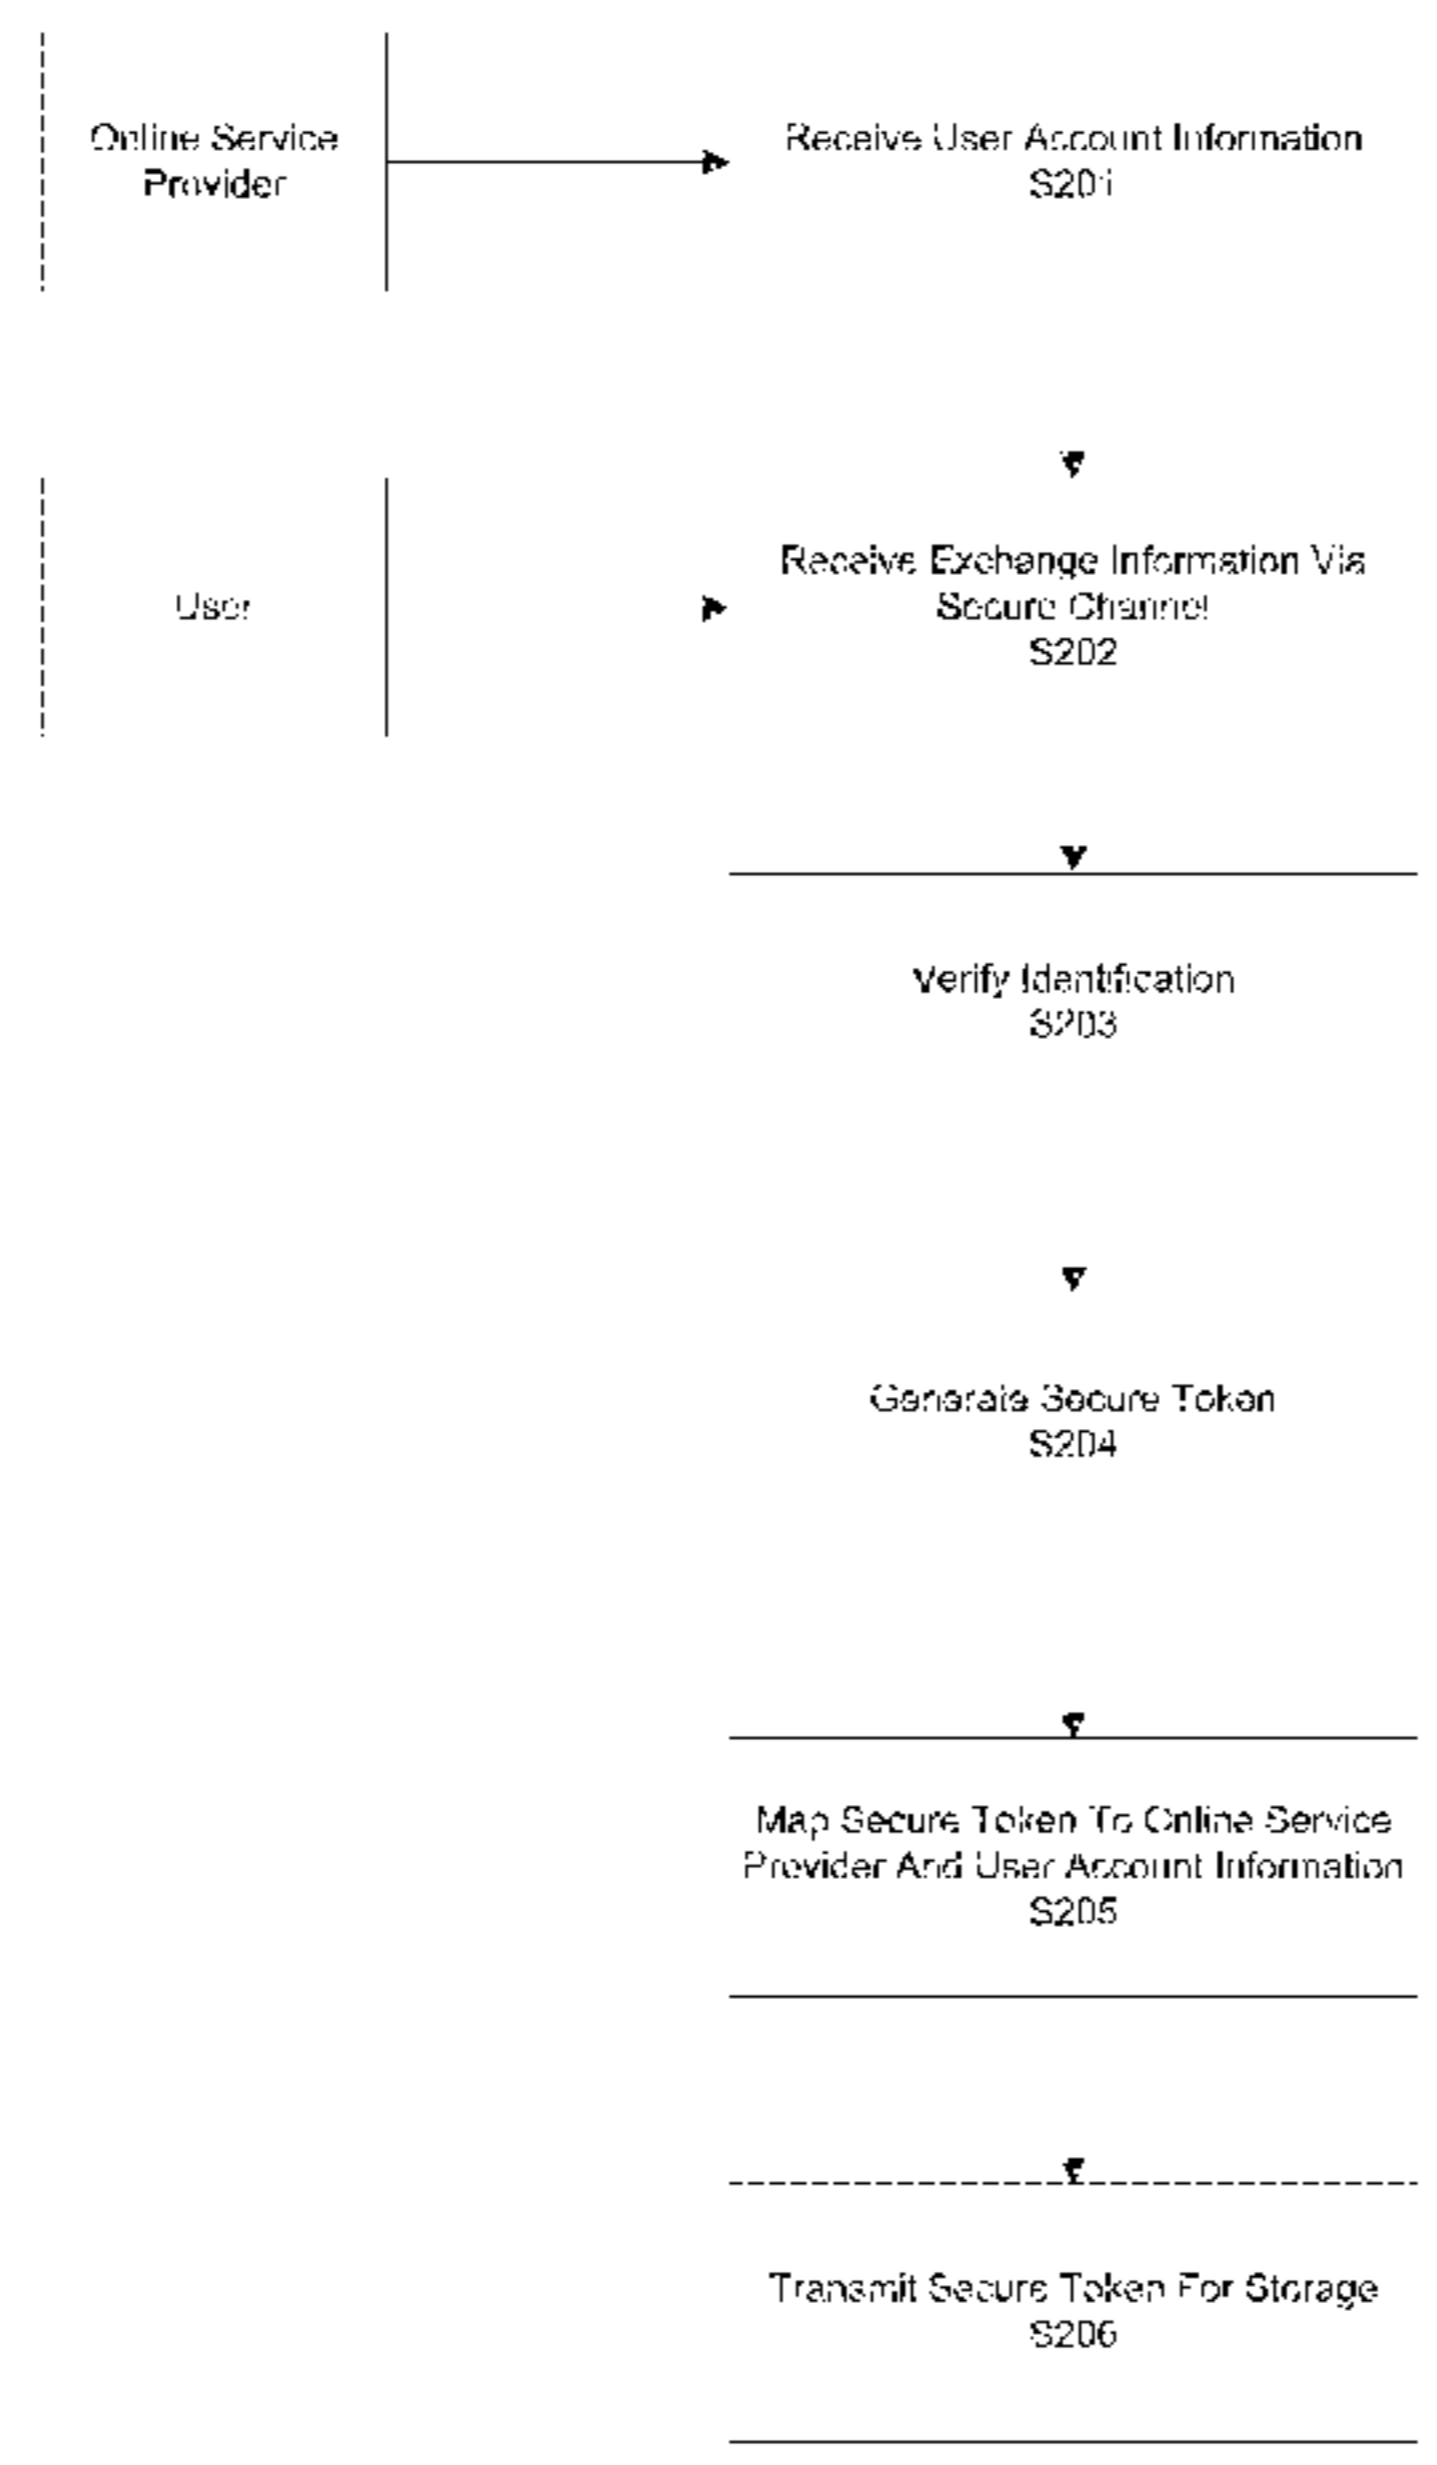 Online Service
Provider
Receive User Account Information
S201
User
Receive Exchange Information Via
Secure Channel
S202
Verify Identification
S203
Generate Secure Token
S204
Map Secure Token To Online Service
Provider And User Account Information
S205
Transmit Secure Token For Storage
S206